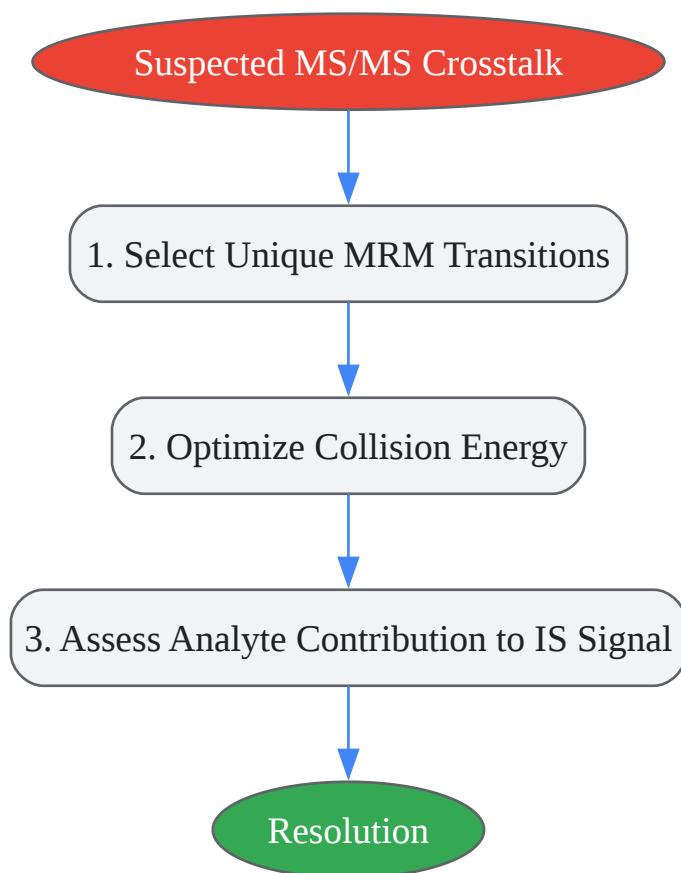 Suspected MS/MS Crosstalk
1. Select Unique MRM Transitions
2. Optimize Collision Energy
3. Assess Analyte Contribution to IS Signal
Resolution